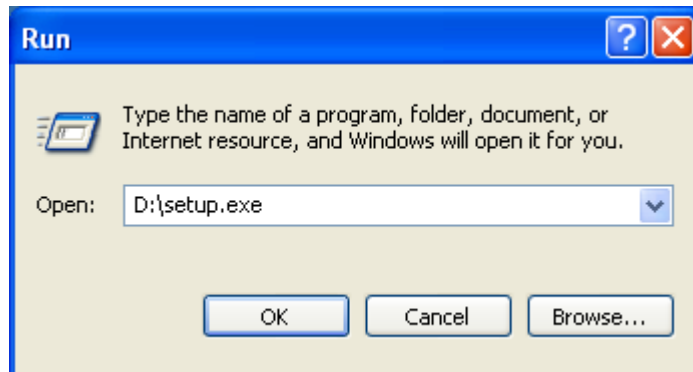 Run
Type the name of a program, folder, document, or
Internet resource, and Windows will open it for you.
Open: D:\setup.exe
OK Cancel Browse...